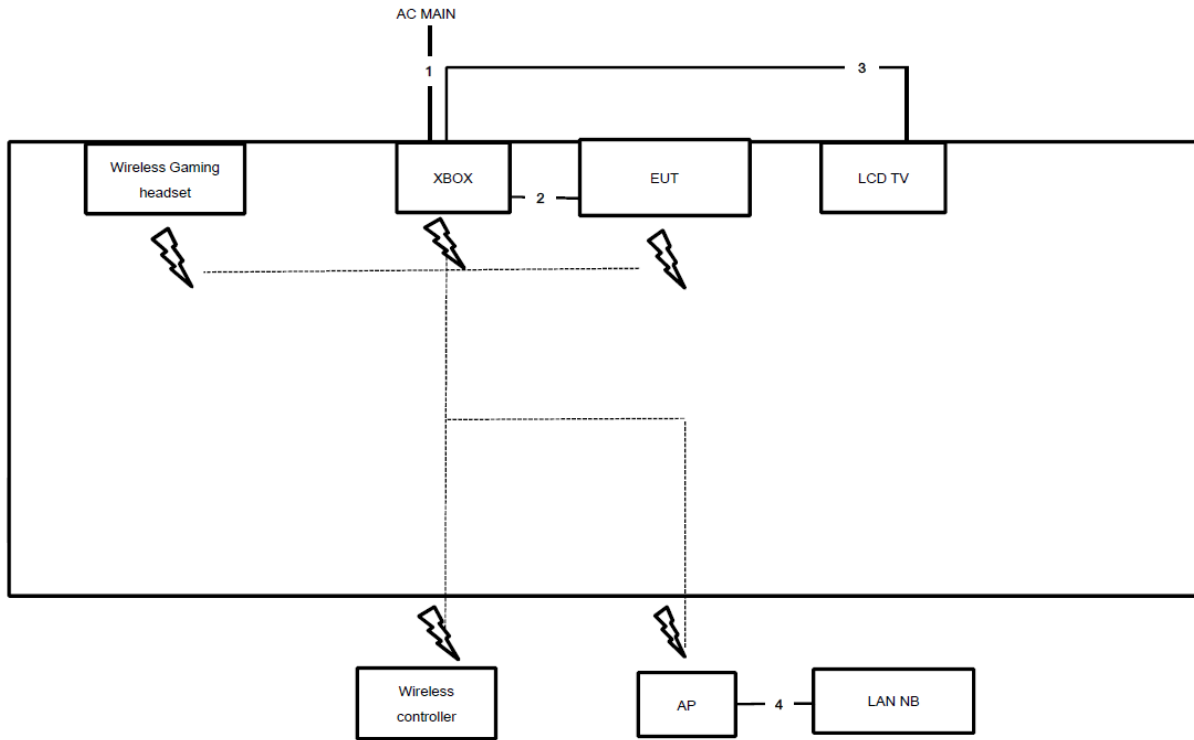 AC MAIN
1
3
Wireless Gaming
headset
XBOX
2
EUT
LCD TV
Wireless
controller
AP
4
LAN NB